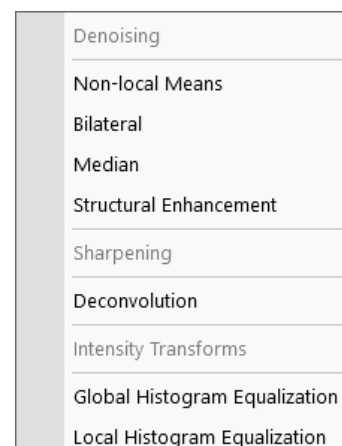 Denoising
Non-local Means
Bilateral
Median
Structural Enhancement
Sharpening
Deconvolution
Intensity Transforms
Global Histogram Equalization
Local Histogram Equalization